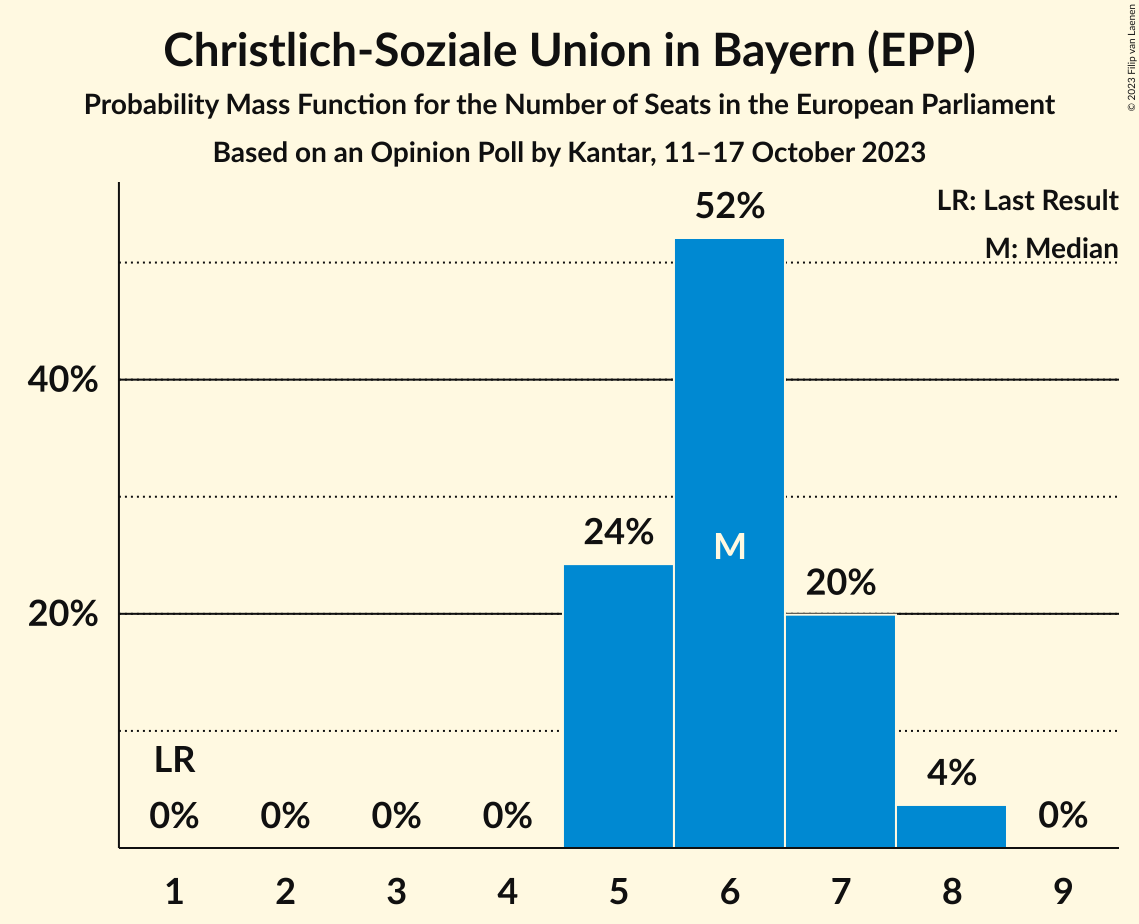 Christlich-Soziale Union in Bayern (EPP)
Probability Mass Function for the Number of Seats in the European Parliament
Based on an Opinion Poll by Kantar, 11–17 October 2023
© 2023 Filip van Laenen
LR: Last Result
M: Median
52%
40%
24%
M
20%
20%
LR
4%
0%
0%
0%
0%
0%
1 2 3 4 5 6 7 8 9